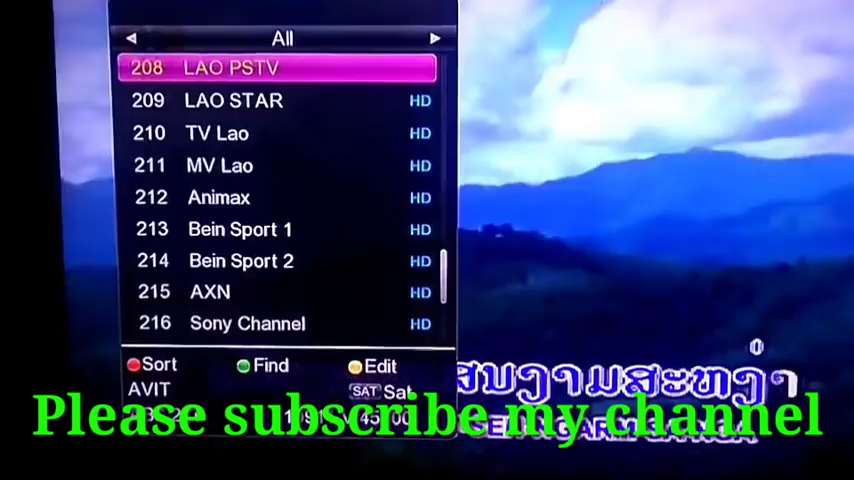 All
208 LAO PSTV
209 LAO STAR HD
210 TV Lao HD
211 MV Lao HD
212 Animax HD
213 Bein Sport 1 HD
214 Bein Sport 2 HD
215 AXN HD
216 Sony Channel HD
Sort Find Edit
AVIT SAT Sat
Please subscribe my channel